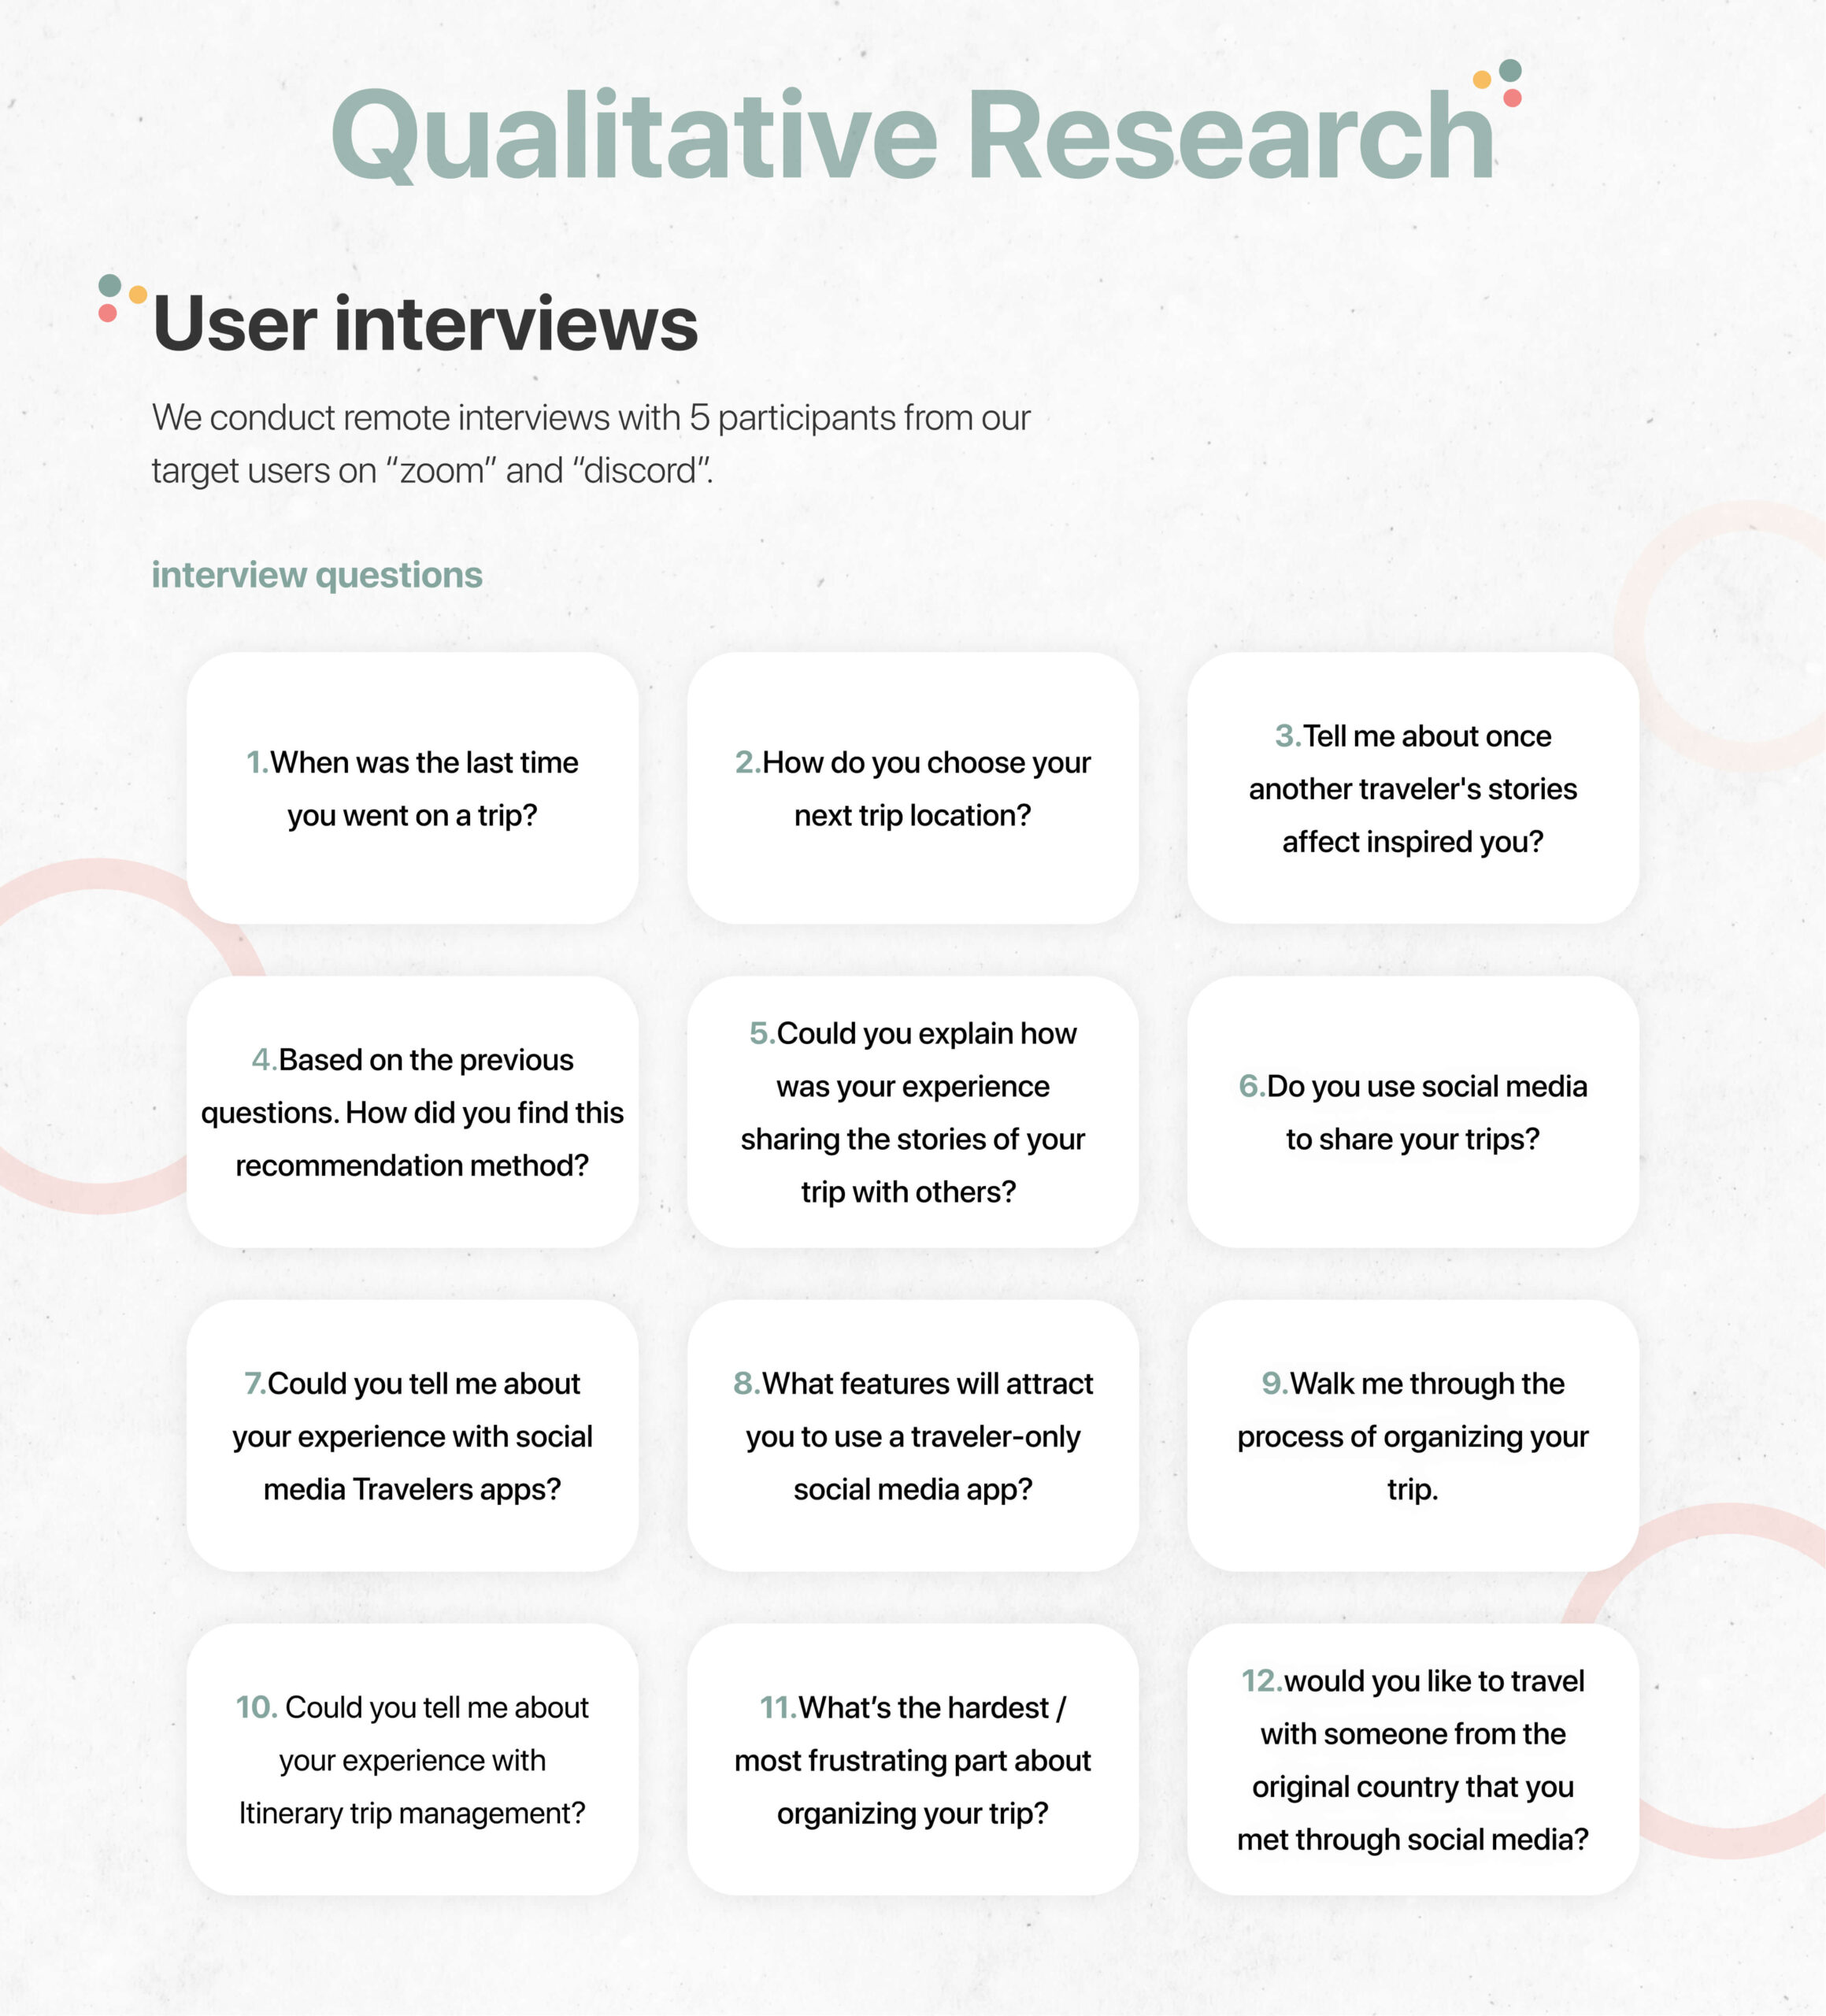 Qualitative Research
User interviews
We conduct remote interviews with 5 participants from our
target users on “zoom” and “discord”.
interview questions
1.When was the last time
you went on a trip?
2.How do you choose your
next trip location?
3.Tell me about once
another traveler's stories
affect inspired you?
4.Based on the previous
questions. How did you find this
recommendation method?
5.Could you explain how
was your experience
sharing the stories of your
trip with others?
6.Do you use social media
to share your trips?
7.Could you tell me about
your experience with social
media Travelers apps?
8.What features will attract
you to use a traveler-only
social media app?
9.Walk me through the
process of organizing your
trip.
10. Could you tell me about
your experience with
Itinerary trip management?
11.What’s the hardest /
most frustrating part about
organizing your trip?
12.would you like to travel
with someone from the
original country that you
met through social media?